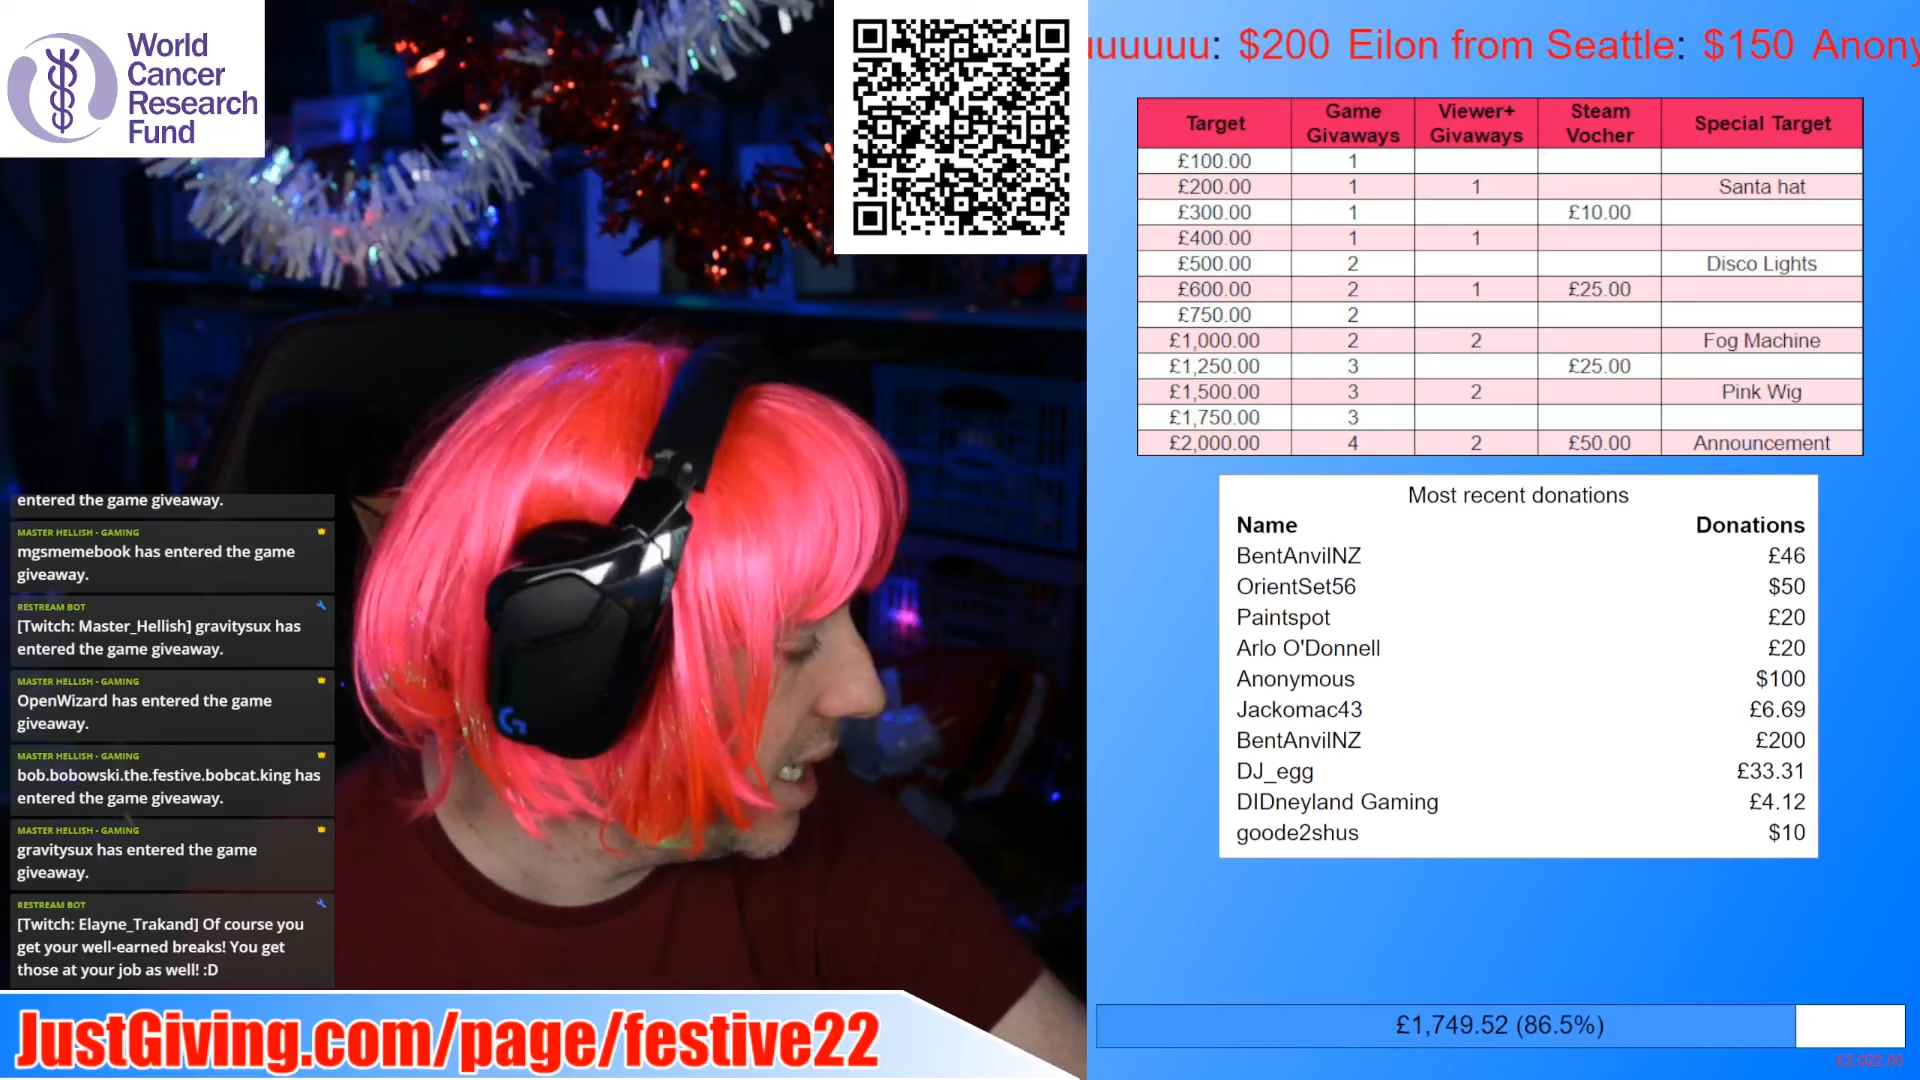 World
Cancer
Research
Fund
uuuuuu: $200 Eilon from Seattle: $150 Anony
Target Game Givaways Viewer+ Givaways Steam Vocher Special Target
£100.00 1
£200.00 1 1 Santa hat
£300.00 1 £10.00
£400.00 1 1
£500.00 2 Disco Lights
£600.00 2 1 £25.00
£750.00 2
£1,000.00 2 2 Fog Machine
£1,250.00 3 £25.00
£1,500.00 3 2 Pink Wig
£1,750.00 3
£2,000.00 4 2 £50.00 Announcement
Most recent donations
Name Donations
BentAnvilNZ £46
OrientSet56 $50
Paintspot £20
Arlo O'Donnell £20
Anonymous $100
Jackomac43 £6.69
BentAnvilNZ £200
DJ_egg £33.31
DIDneyland Gaming £4.12
goode2shus $10
entered the game giveaway.
MASTER HELLISH - GAMING
mgsmemebook has entered the game
giveaway.
RESTREAM BOT
[Twitch: Master_Hellish] gravitysux has
entered the game giveaway.
MASTER HELLISH - GAMING
OpenWizard has entered the game
giveaway.
MASTER HELLISH - GAMING
bob.bobowski.the.festive.bobcat.king has
entered the game giveaway.
MASTER HELLISH - GAMING
gravitysux has entered the game
giveaway.
RESTREAM BOT
[Twitch: Elayne_Trakand] Of course you
get your well-earned breaks! You get
those at your job as well! :D
JustGiving.com/page/festive22
£1,749.52 (86.5%)
£2,022.00